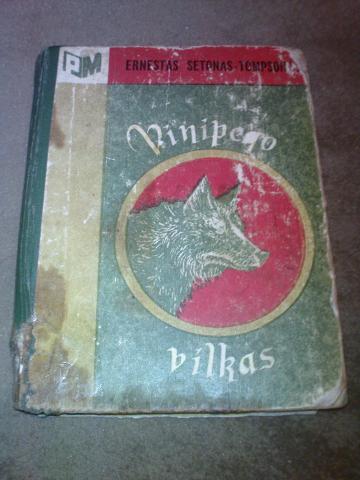 PJM
ERNESTAS SETONAS-TOMPSONAS
Vinipego
vilkas